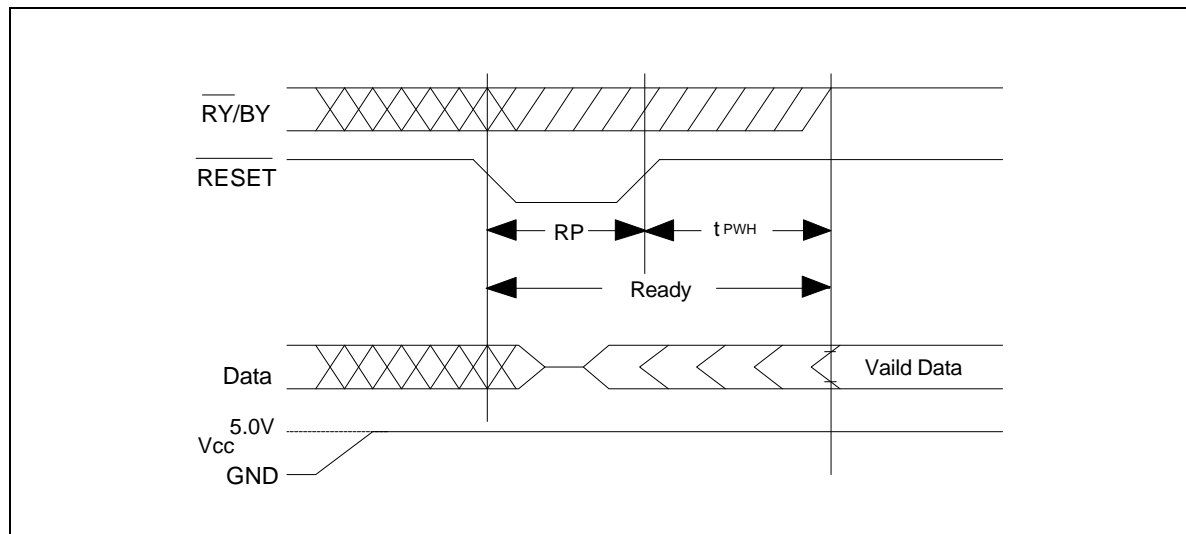 RY/BY
RESET
RP
t PWH
Ready
Data
Vaild Data
5.0V
Vcc
GND